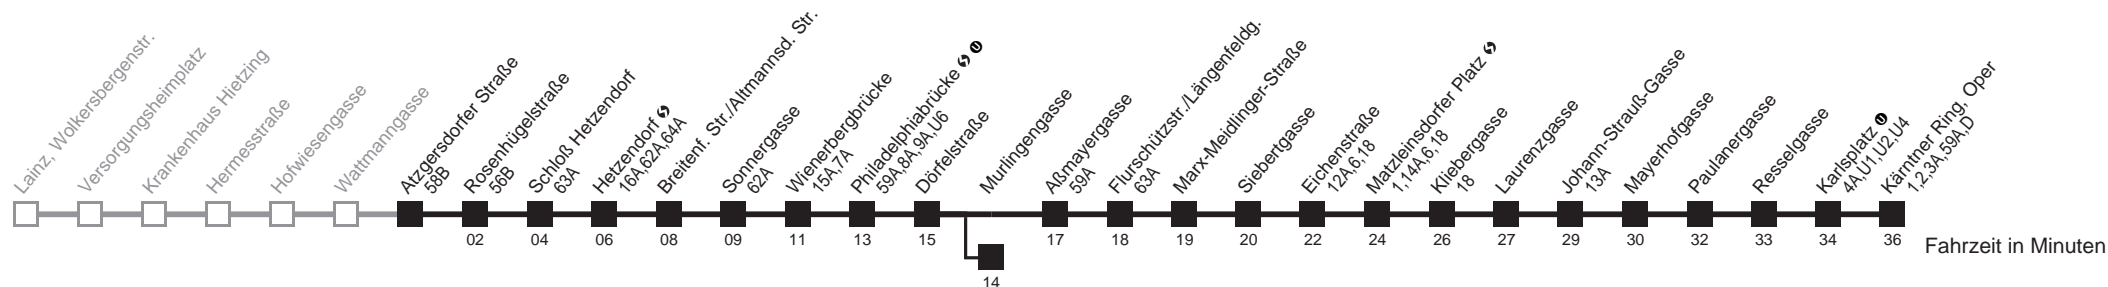 Lainz, Wolkersbergenstr.
Versorgungsheimplatz
Krankenhaus Hietzing
Hermesstraße
Hofwiesengasse
Wattmanngasse
Atzgersdorfer Straße
58B
Rosenhügelstraße
56B
Schloß Hetzendorf
63A
Hetzendorf S
16A,62A,64A
Breitenf. Str./Altmannsd. Str.
Sonnergasse
62A
Wienerbergbrücke
15A,7A
Philadelphiabrücke S U
59A,8A,9A,U6
Dörfelstraße
Murlingengasse
Aßmayergasse
59A
Flurschützstr./Längenfeldg.
63A
Marx-Meidlinger-Straße
Siebertgasse
Eichenstraße
12A,6,18
Matzleinsdorfer Platz S
1,14A,6,18
Kliebergasse
18
Laurenzgasse
Johann-Strauß-Gasse
13A
Mayerhofgasse
Paulanergasse
Resselgasse
Karlsplatz U
4A,U1,U2,U4
Kärntner Ring, Oper
1,2,3A,59A,D
02 04 06 08 09 11 13 15 17 18 19 20 22 24 26 27 29 30 32 33 34 36
Fahrzeit in Minuten
14